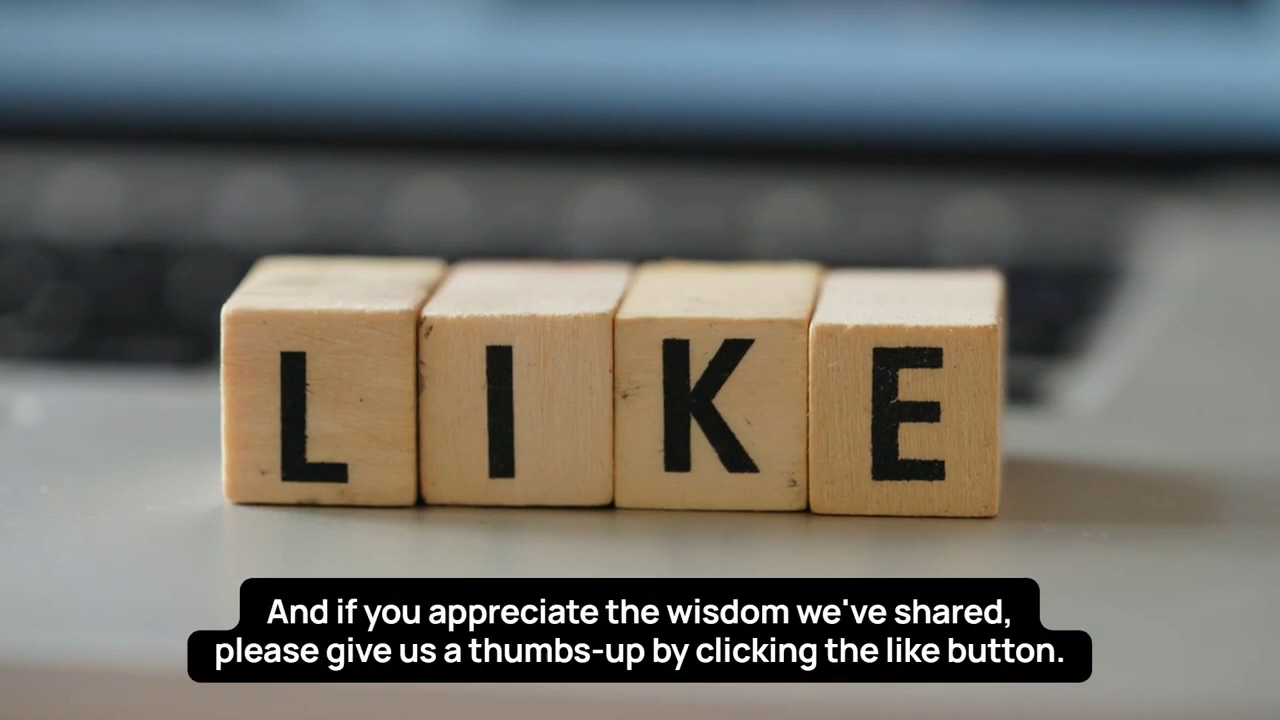 LIKE
And if you appreciate the wisdom we've shared,
please give us a thumbs-up by clicking the like button.